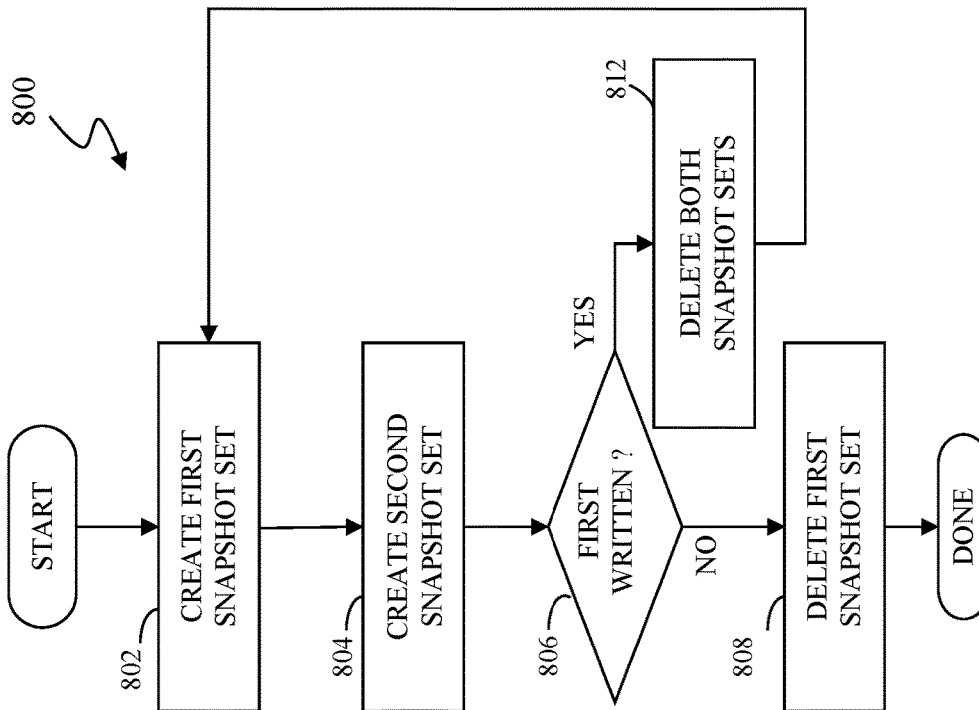 800
START
802
CREATE FIRST
SNAPSHOT SET
804
CREATE SECOND
SNAPSHOT SET
806
FIRST
WRITTEN ?
YES
812
DELETE BOTH
SNAPSHOT SETS
NO
808
DELETE FIRST
SNAPSHOT SET
DONE